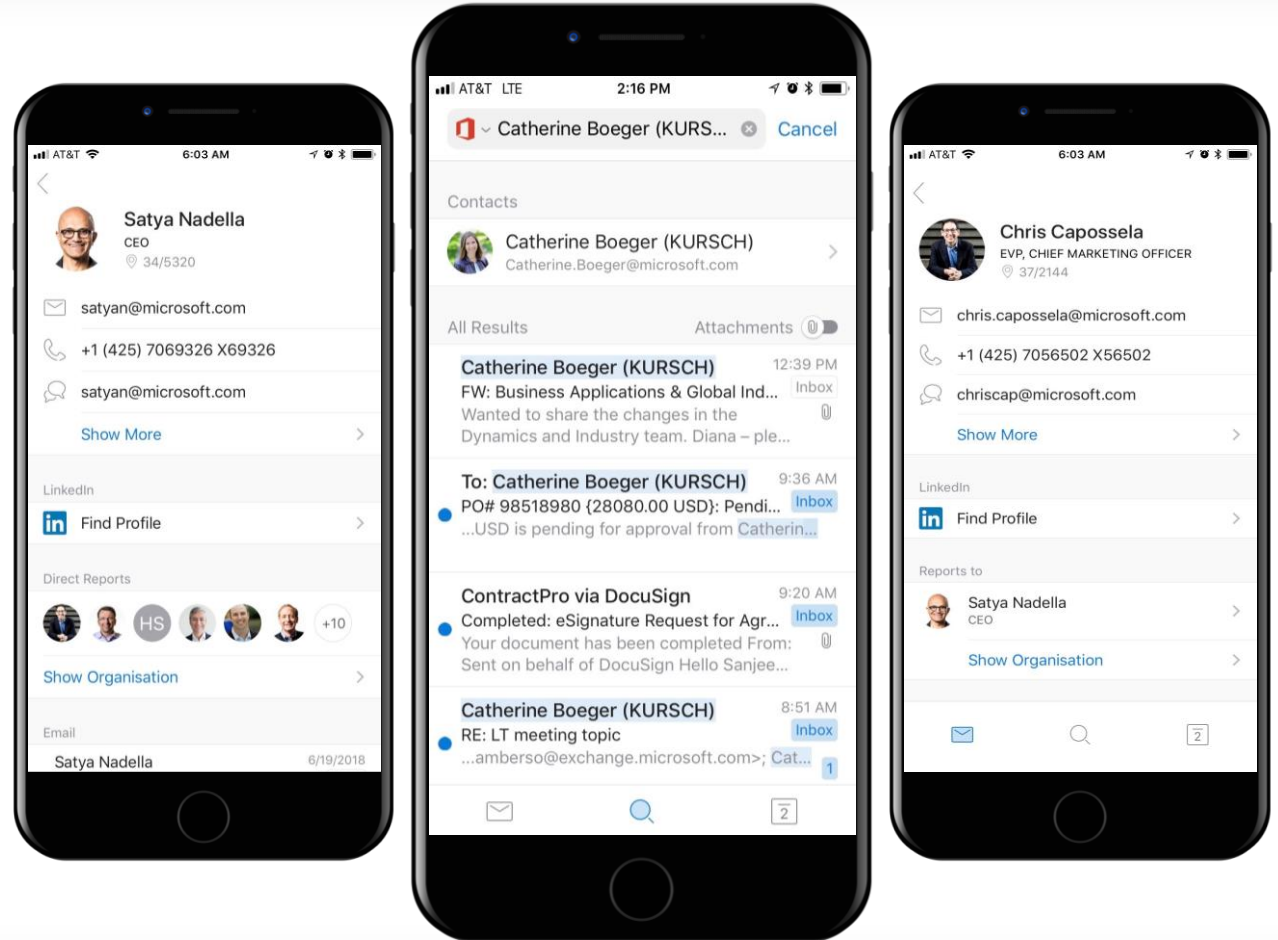 AT&T
6:03 AM
Satya Nadella
CEO
34/5320
satyan@microsoft.com
+1 (425) 7069326 X69326
satyan@microsoft.com
Show More
LinkedIn
in Find Profile
Direct Reports
HS +10
Show Organisation
Email
Satya Nadella 6/19/2018
AT&T LTE 2:16 PM
Catherine Boeger (KURS... Cancel
Contacts
Catherine Boeger (KURSCH)
Catherine.Boeger@microsoft.com
All Results Attachments
Catherine Boeger (KURSCH) 12:39 PM
FW: Business Applications & Global Ind... Inbox
Wanted to share the changes in the
Dynamics and Industry team. Diana – ple...
To: Catherine Boeger (KURSCH) 9:36 AM
PO# 98518980 {28080.00 USD}: Pendi... Inbox
...USD is pending for approval from Catherin...
ContractPro via DocuSign 9:20 AM
Completed: eSignature Request for Agr... Inbox
Your document has been completed From:
Sent on behalf of DocuSign Hello Sanjee...
Catherine Boeger (KURSCH) 8:51 AM
RE: LT meeting topic Inbox
...amberso@exchange.microsoft.com>; Cat... 1
2
AT&T 6:03 AM
Chris Capossela
EVP, CHIEF MARKETING OFFICER
37/2144
chris.capossela@microsoft.com
+1 (425) 7056502 X56502
chriscap@microsoft.com
Show More
LinkedIn
in Find Profile
Reports to
Satya Nadella
CEO
Show Organisation
2